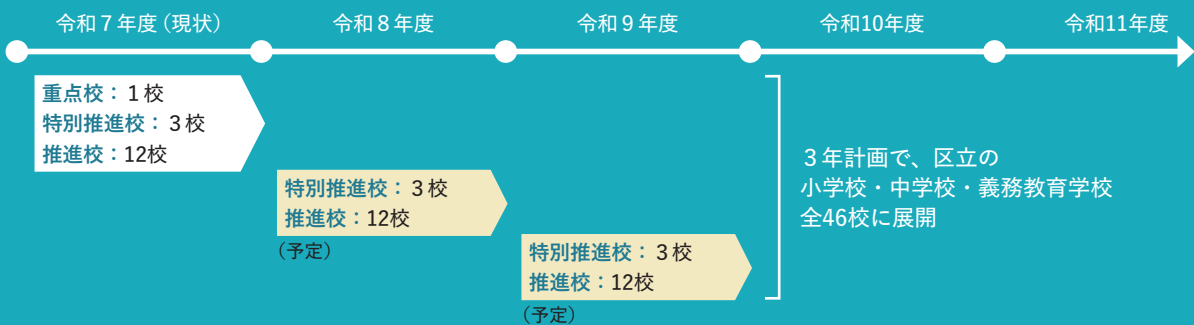 令和７年度（現状）
令和８年度
令和９年度
令和10年度
令和11年度
重点校：１校
特別推進校：３校
推進校：12校
特別推進校：３校
推進校：12校
（予定）
特別推進校：３校
推進校：12校
（予定）
３年計画で、区立の
小学校・中学校・義務教育学校
全46校に展開